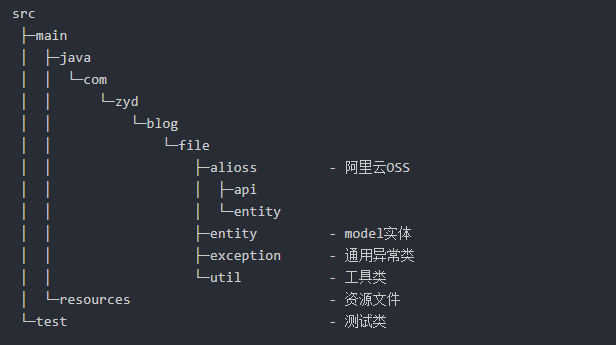 src
├─main
│ ├─java
│ │ └─com
│ │ └─zyd
│ │ └─blog
│ │ └─file
│ │ ├─alioss - 阿里云OSS
│ │ │ ├─api
│ │ │ └─entity
│ │ ├─entity - model实体
│ │ ├─exception - 通用异常类
│ │ └─util - 工具类
│ └─resources - 资源文件
└─test - 测试类